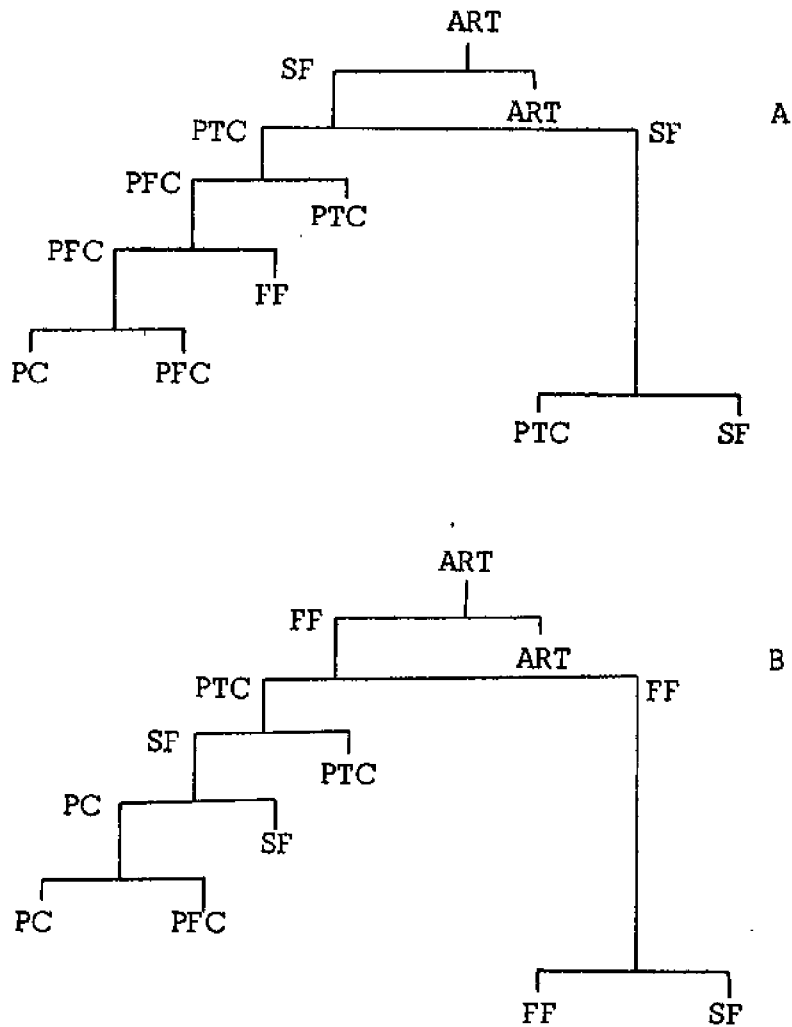 ART
SF
ART
A
PTC
SF
PFC
PTC
PFC
FF
PC PFC
PTC SF
ART
FF
ART
B
PTC
FF
SF
PTC
PC
SF
PC PFC
FF SF